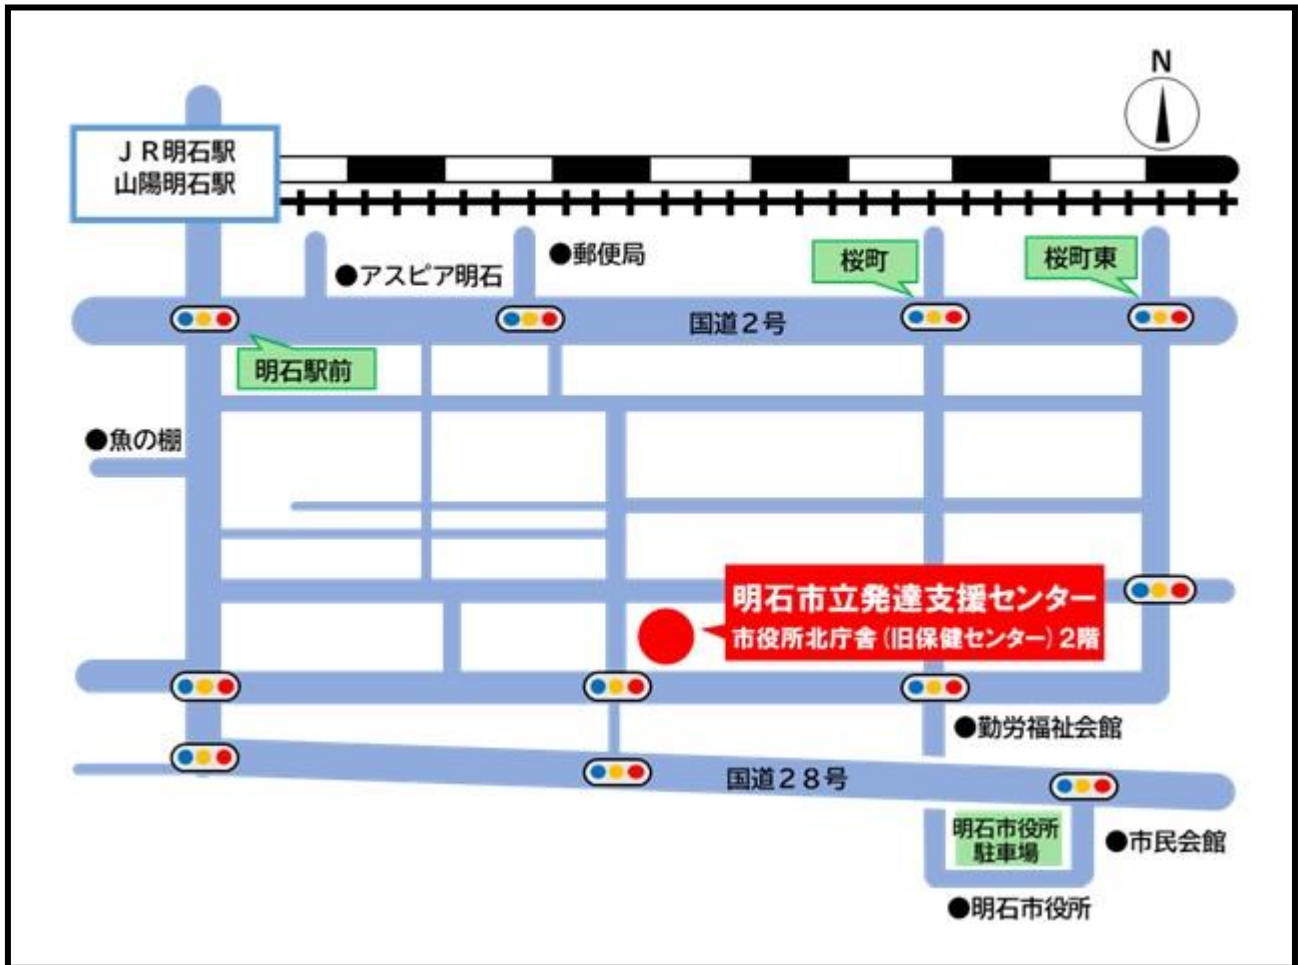 N
ＪＲ明石駅
山陽明石駅
●郵便局
桜町
桜町東
●アスピア明石
国道２号
明石駅前
●魚の棚
明石市立発達支援センター
市役所北庁舎(旧保健センター)２階
●勤労福祉会館
国道２８号
明石市役所
駐車場
●市民会館
●明石市役所